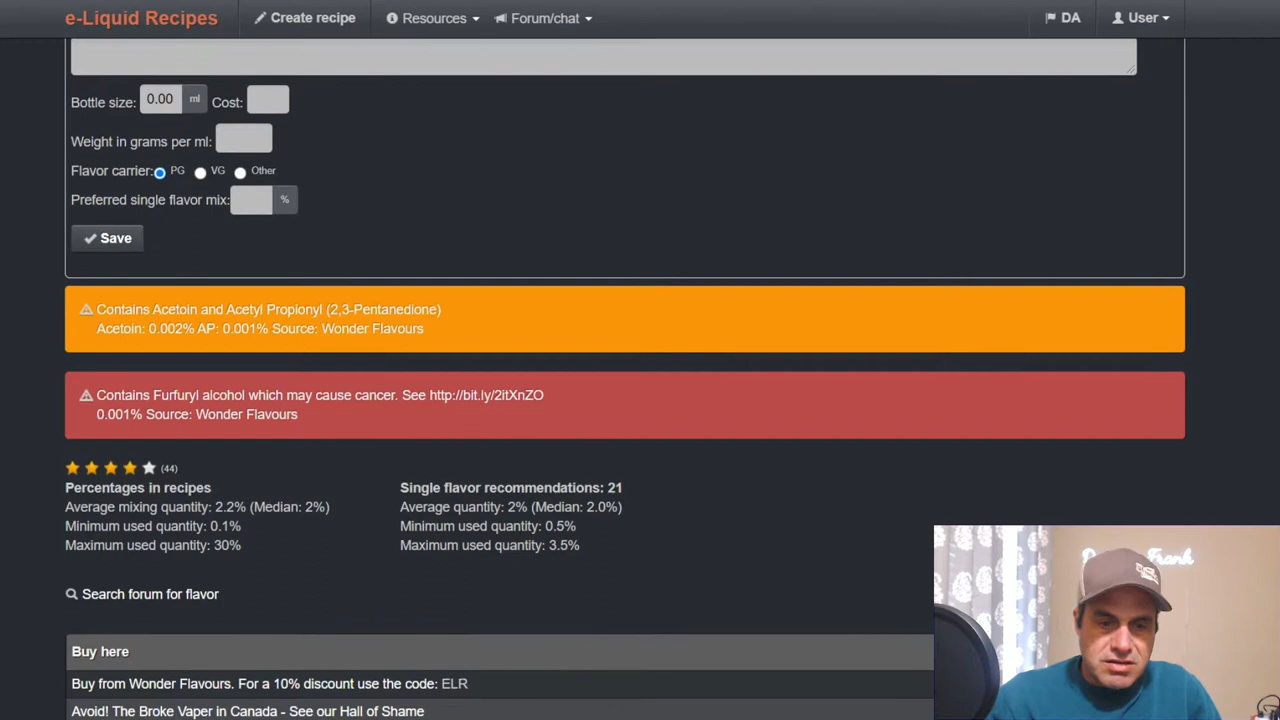 e-Liquid Recipes Create recipe Resources Forum/chat DA User
Bottle size: 0.00 ml Cost:
Weight in grams per ml:
Flavor carrier: PG VG Other
Preferred single flavor mix: %
Save
Contains Acetoin and Acetyl Propionyl (2,3-Pentanedione)
Acetoin: 0.002% AP: 0.001% Source: Wonder Flavours
Contains Furfuryl alcohol which may cause cancer. See http://bit.ly/2itXnZO
0.001% Source: Wonder Flavours
(44)
Percentages in recipes
Average mixing quantity: 2.2% (Median: 2%)
Minimum used quantity: 0.1%
Maximum used quantity: 30%
Single flavor recommendations: 21
Average quantity: 2% (Median: 2.0%)
Minimum used quantity: 0.5%
Maximum used quantity: 3.5%
Search forum for flavor
Buy here
Buy from Wonder Flavours. For a 10% discount use the code: ELR
Avoid! The Broke Vaper in Canada - See our Hall of Shame